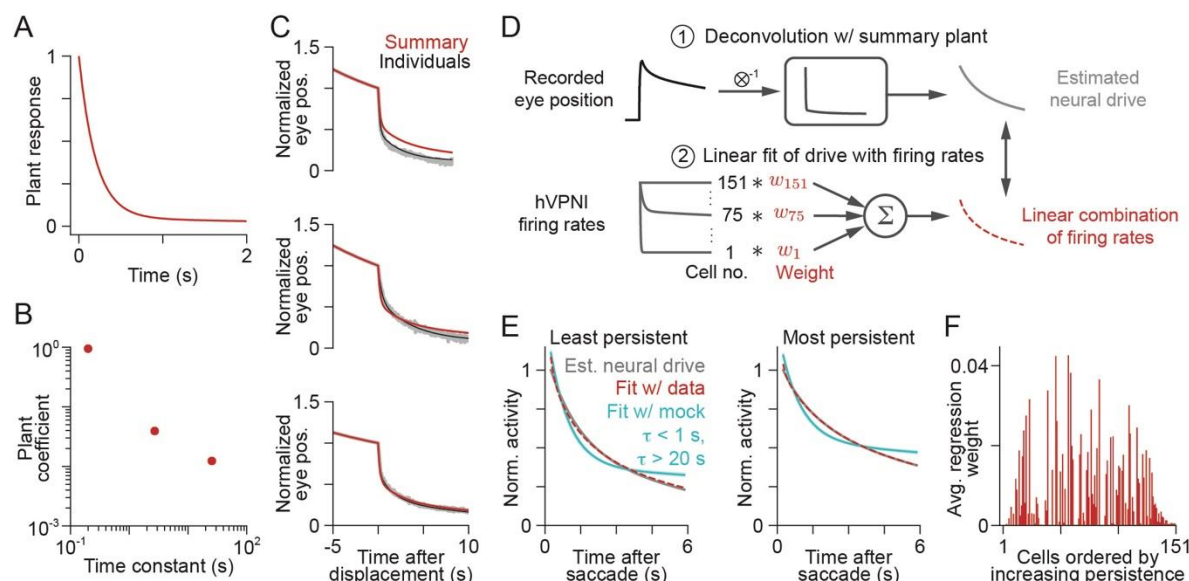 A
Plant response
1
0
0
2
Time (s)
B
Plant
coefficient
10⁰
10⁻³
10⁻¹
10²
Time constant (s)
C
Summary
Individuals
Normalized
eye pos.
1.5
0
Normalized
eye pos.
1.5
0
Normalized
eye pos.
1.5
0
-5
10
Time after
displacement (s)
D
① Deconvolution w/ summary plant
Recorded
eye position
⊗⁻¹
Estimated
neural drive
② Linear fit of drive with firing rates
hVPNI
firing rates
151 * w₁₅₁
75 * w₇₅
1 * w₁
Cell no. Weight
Σ
Linear combination
of firing rates
E
Least persistent
Est. neural drive
Fit w/ data
Fit w/ mock
τ < 1 s,
τ > 20 s
Norm. activity
1
0
0
6
Time after
saccade (s)
Most persistent
Norm. activity
1
0
0
6
Time after
saccade (s)
F
Avg. regression
weight
0.04
0
1
151
Cells ordered by
increasing persistence